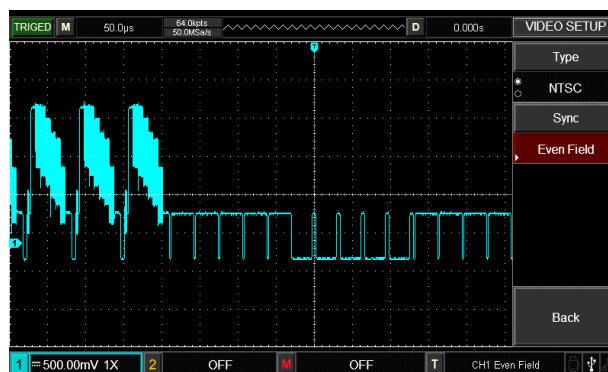 TRIGED M 50.0μs 64.0kpts D 0.000s VIDEO SETUP
50.0MSa/s
T
Type
NTSC
Sync
Even Field
1
Back
1 500.00mV 1X 2 OFF M OFF T CH1 Even Field